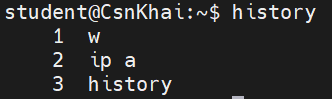 student@CsnKhai:~$ history
1 w
2 ip a
3 history